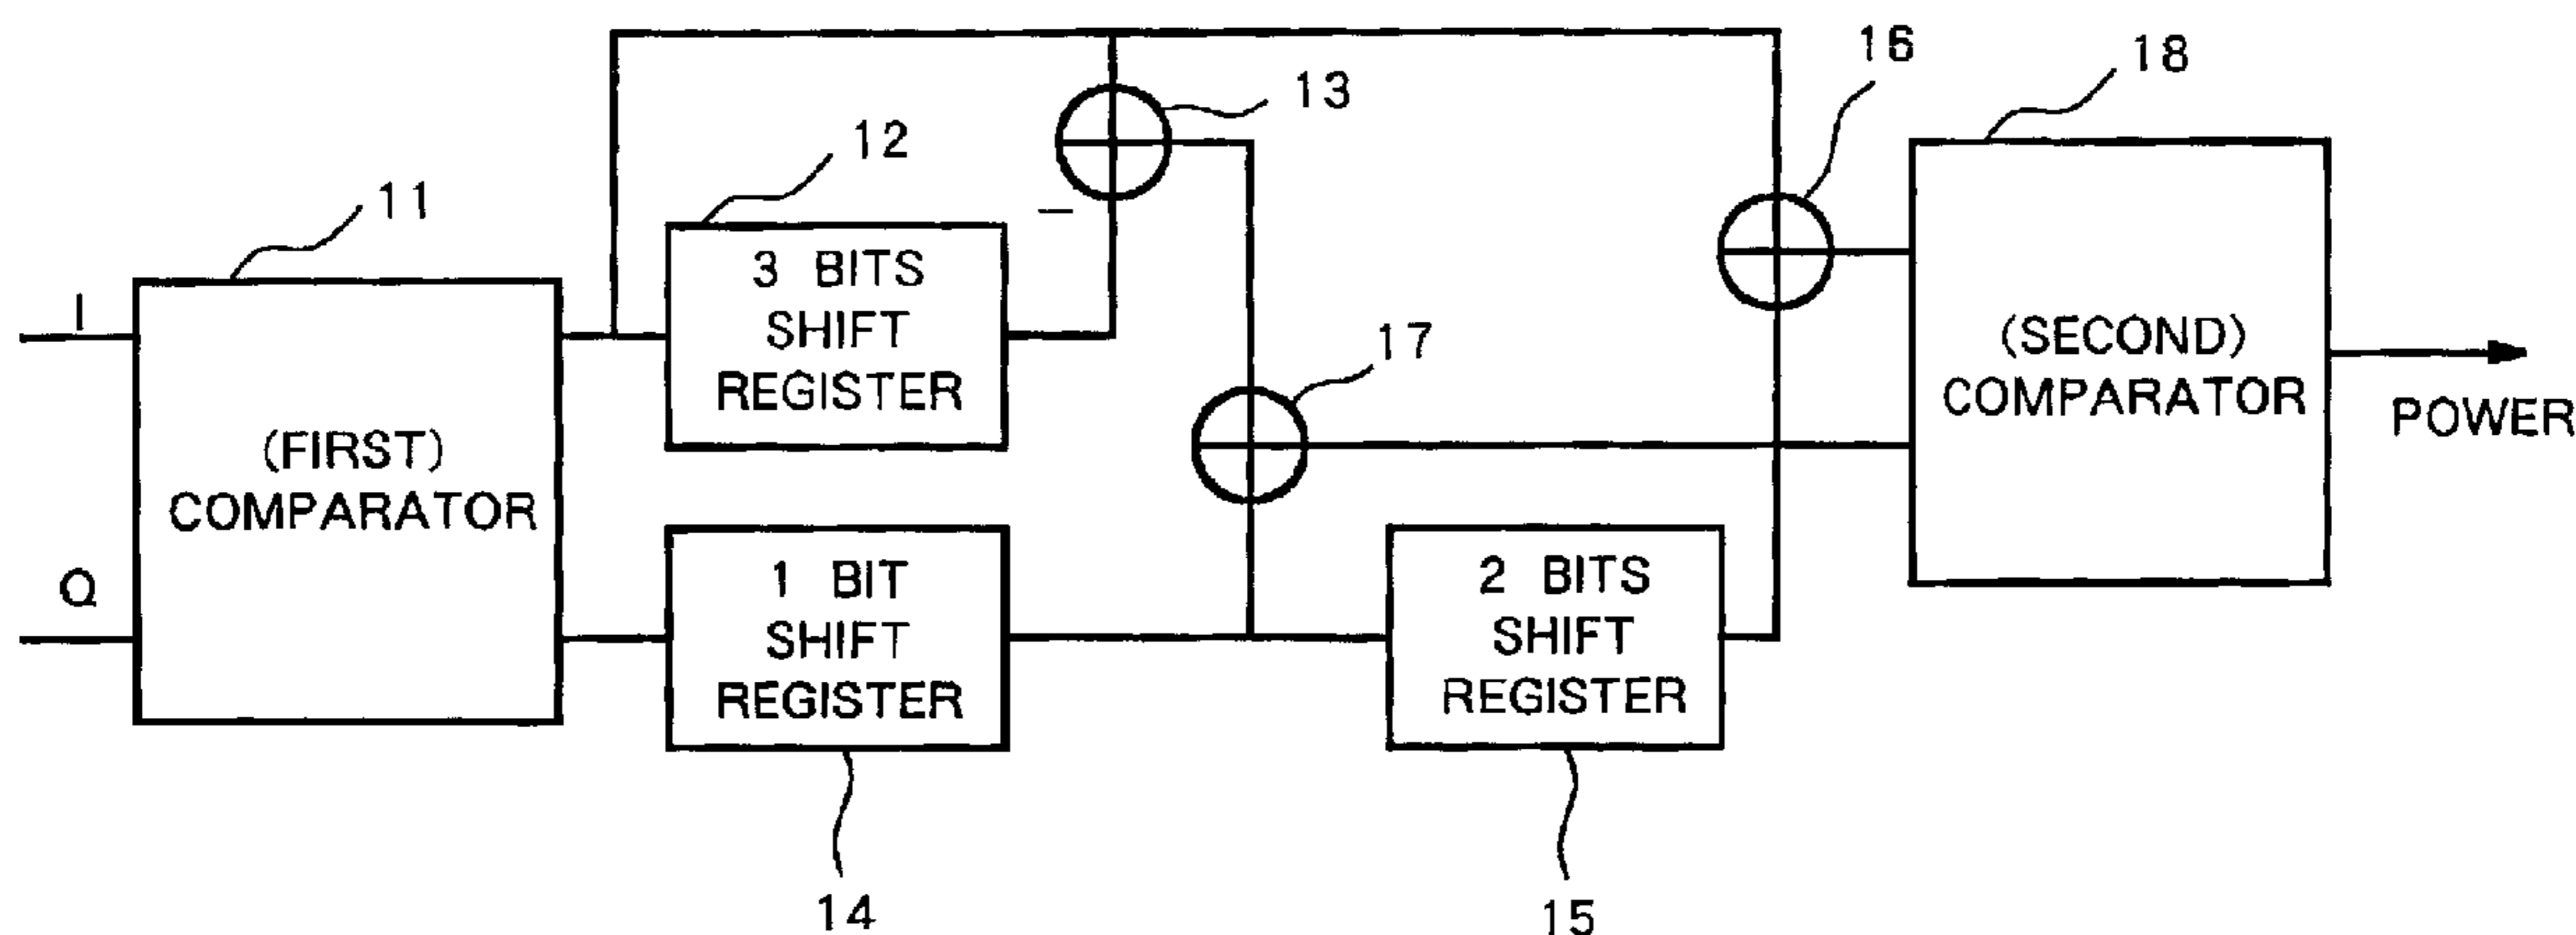 16
18
13
12
11
3 BITS
SHIFT
REGISTER
I
17
(SECOND)
COMPARATOR
POWER
(FIRST)
COMPARATOR
Q
1 BIT
SHIFT
REGISTER
2 BITS
SHIFT
REGISTER
14
15
−